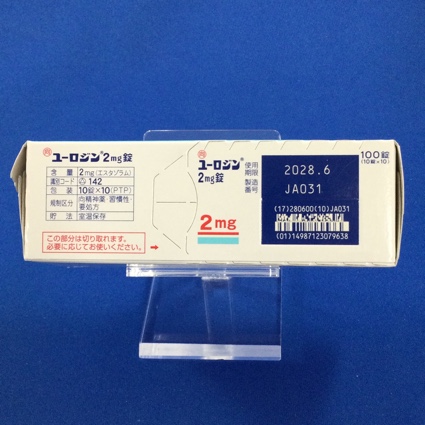 向 ユーロジン®2mg錠
含 量 2mg(エスタゾラム)
識別コード 142
包 装 10錠×10(PTP)
規制区分 向精神薬・習慣性・
要処方
貯 法 室温保存
この部分は切り取れます。
必要に応じてお使いください。
向 ユーロジン®
2mg錠
2mg
使用
期限
製造
番号
2028.6
JA031
(17)280600(10)JA031
(01)14987123079638
100錠
(10錠×10)